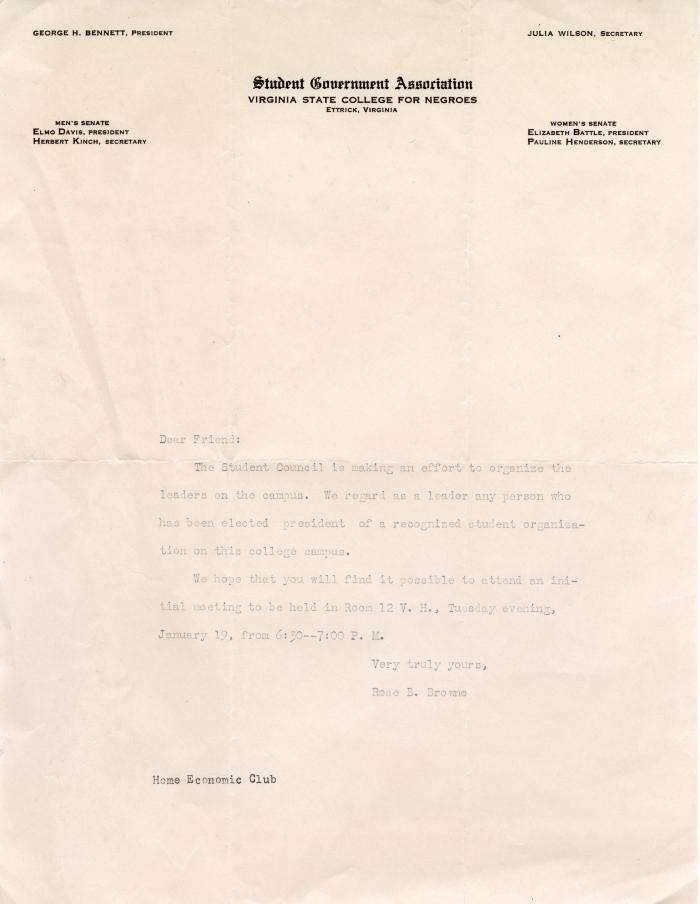 GEORGE H. BENNETT, PRESIDENT
JULIA WILSON, SECRETARY
Student Government Association
VIRGINIA STATE COLLEGE FOR NEGROES
ETTRICK, VIRGINIA
MEN'S SENATE
ELMO DAVIS, PRESIDENT
HERBERT KINCH, SECRETARY
WOMEN'S SENATE
ELIZABETH BATTLE, PRESIDENT
PAULINE HENDERSON, SECRETARY
Dear Friend:
The Student Council is making an effort to organize the
leaders on the campus. We regard as a leader any person who
has been elected president of a recognized student organiza-
tion on this college campus.
We hope that you will find it possible to attend an ini-
tial meeting to be held in Room 12 V. H., Tuesday evening,
January 19, from 6:30--7:00 P. M.
Very truly yours,
Rose B. Browne
Home Economic Club